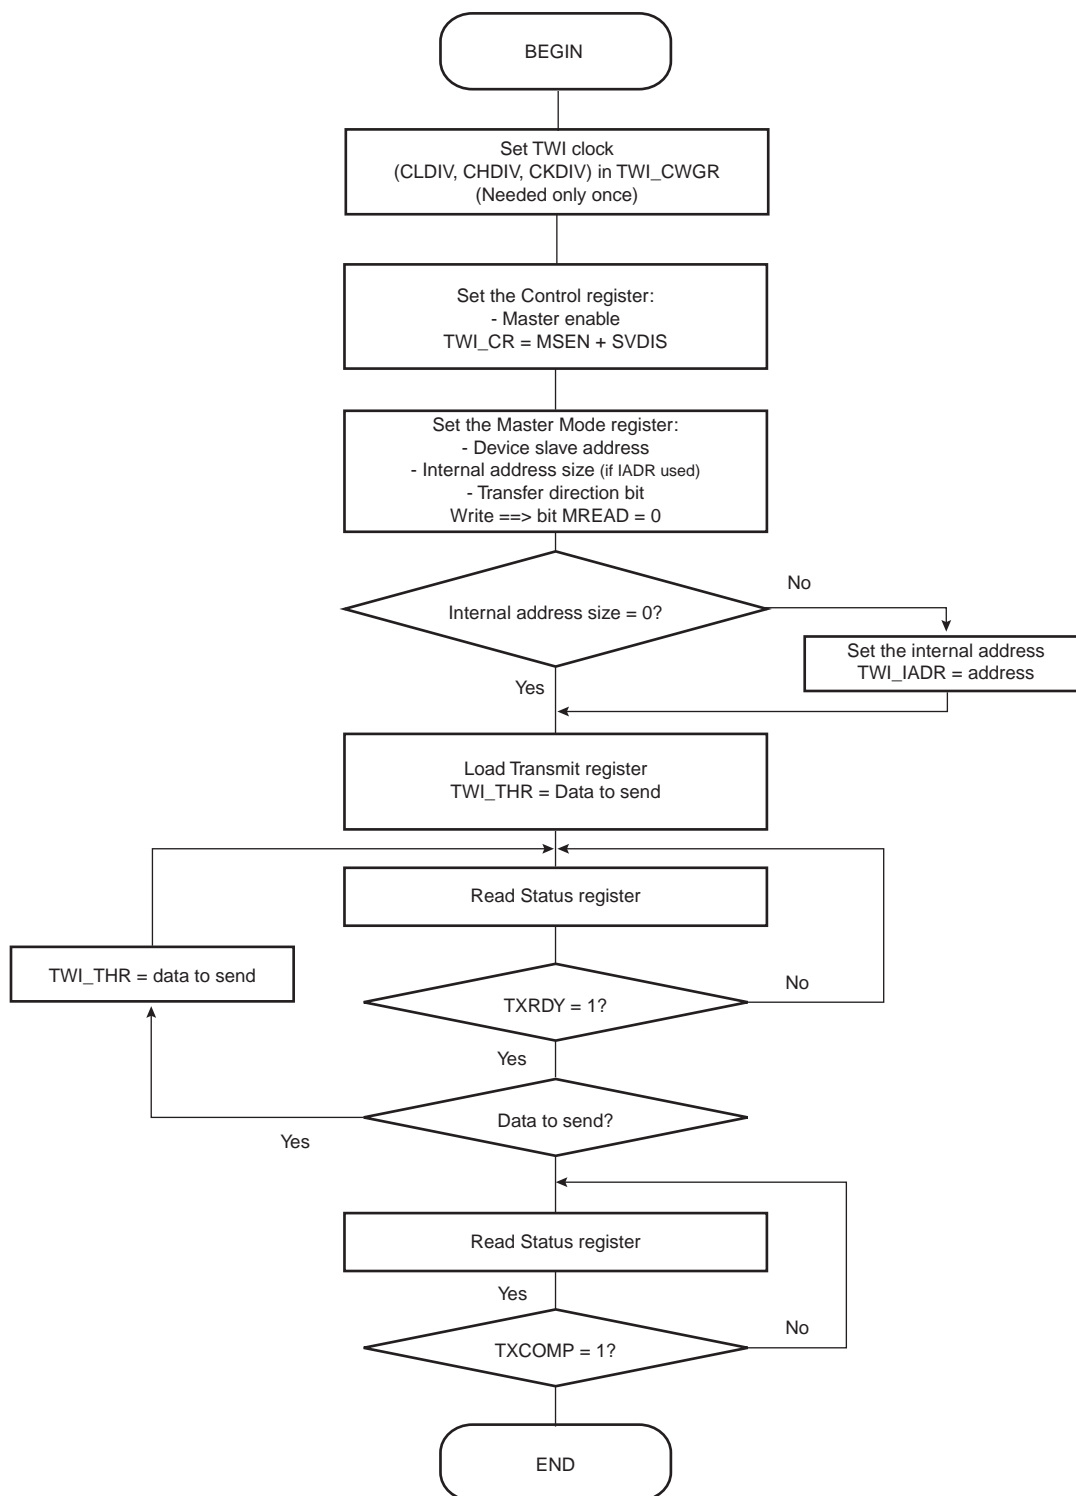 BEGIN
Set TWI clock
(CLDIV, CHDIV, CKDIV) in TWI_CWGR
(Needed only once)
Set the Control register:
- Master enable
TWI_CR = MSEN + SVDIS
Set the Master Mode register:
- Device slave address
- Internal address size (if IADR used)
- Transfer direction bit
Write ==> bit MREAD = 0
Internal address size = 0?
No
Set the internal address
TWI_IADR = address
Yes
Load Transmit register
TWI_THR = Data to send
Read Status register
TWI_THR = data to send
TXRDY = 1?
No
Yes
Data to send?
Yes
Read Status register
Yes
TXCOMP = 1?
No
END